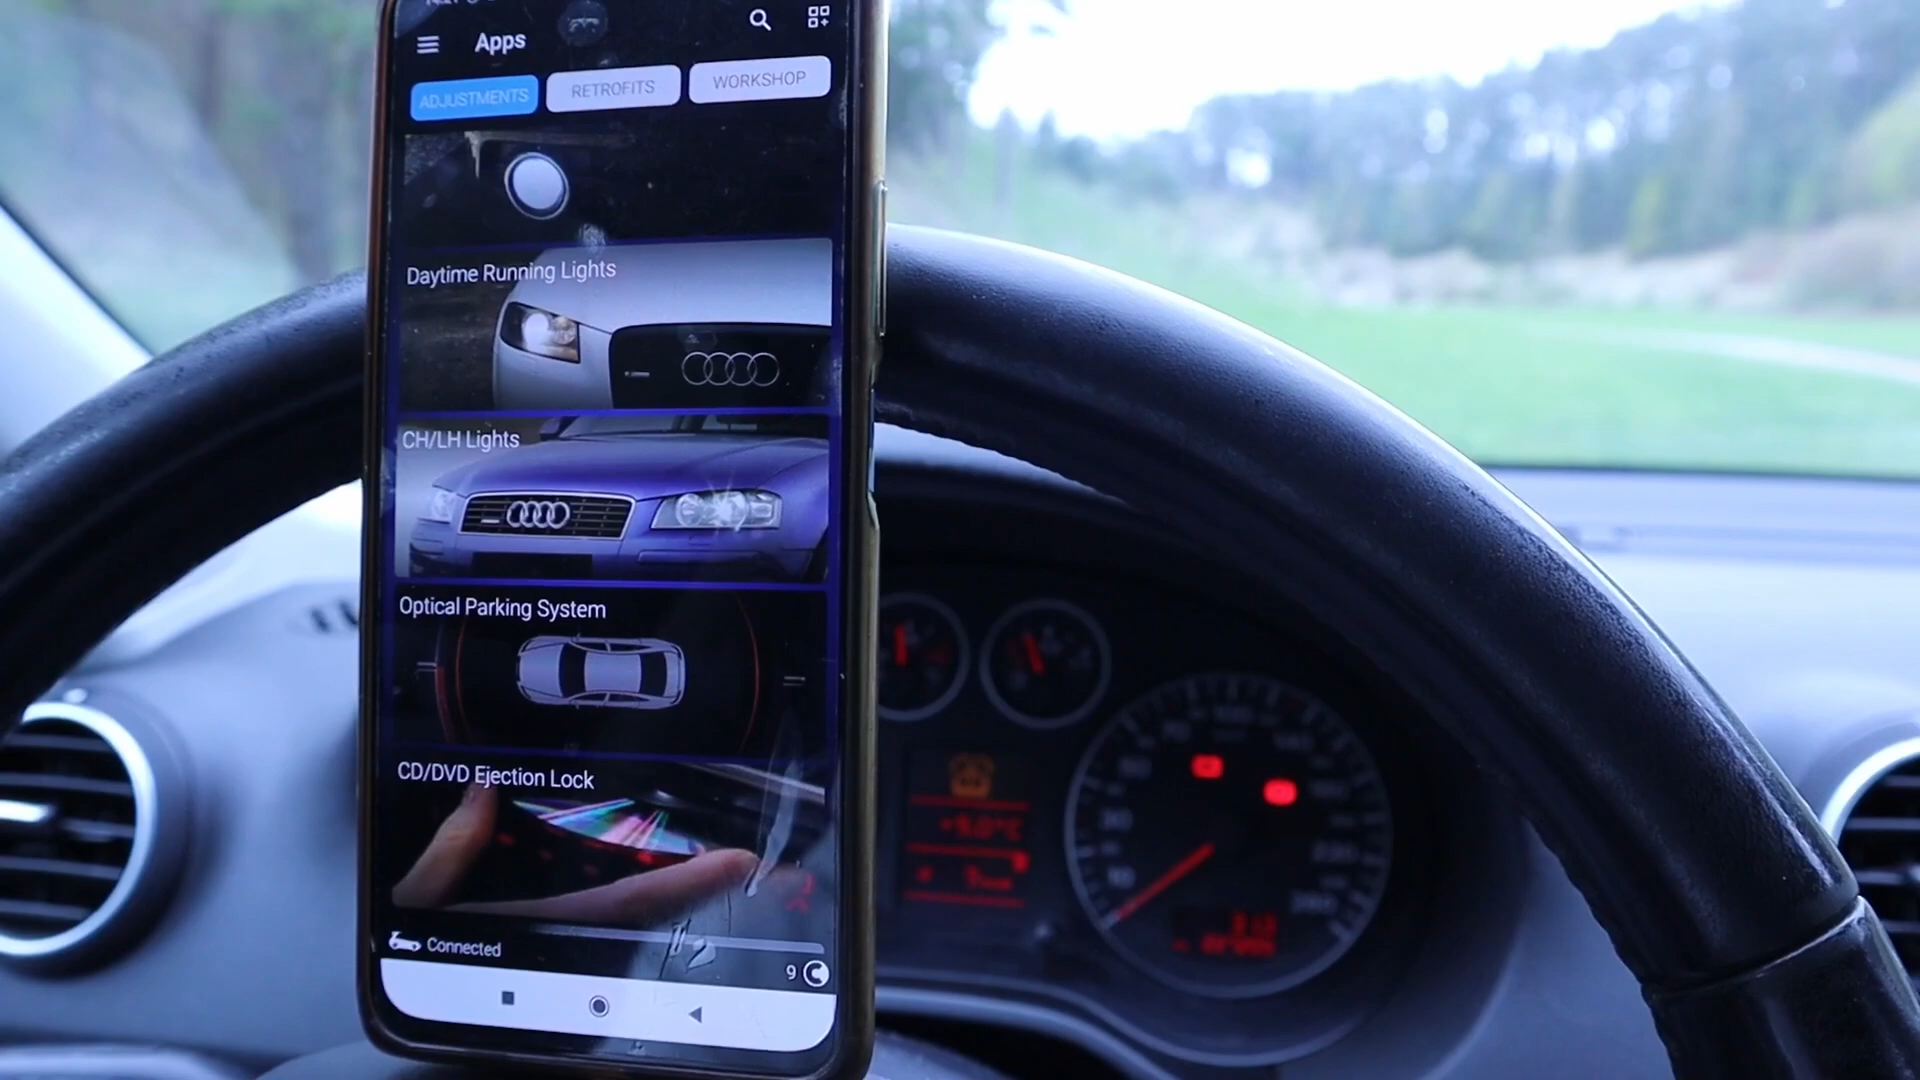 Apps
ADJUSTMENTS
RETROFITS
WORKSHOP
Daytime Running Lights
CH/LH Lights
Optical Parking System
CD/DVD Ejection Lock
Connected
9